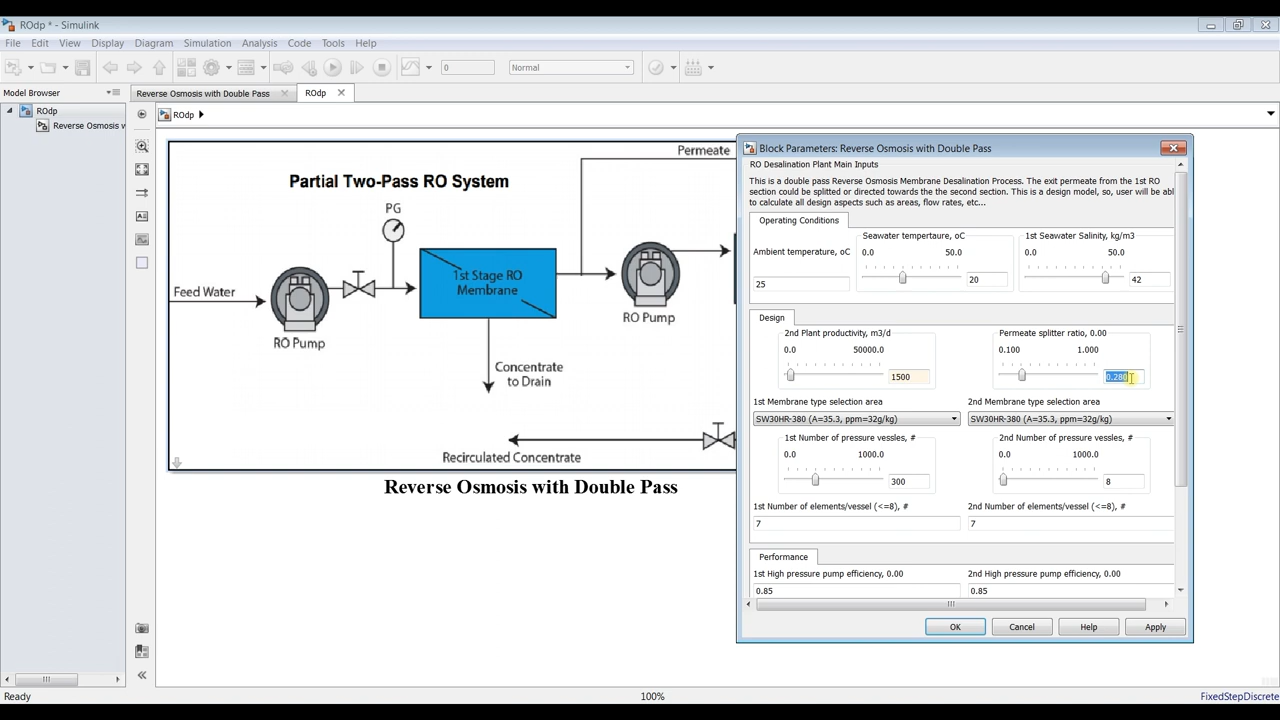 ROdp * - Simulink
File Edit View Display Diagram Simulation Analysis Code Tools Help
0 Normal
Model Browser
Reverse Osmosis with Double Pass ROdp
ROdp
Reverse Osmosis w
ROdp
Partial Two-Pass RO System
Permeate
PG
Feed Water
RO Pump
1st Stage RO
Membrane
RO Pump
Concentrate
to Drain
Recirculated Concentrate
Reverse Osmosis with Double Pass
Block Parameters: Reverse Osmosis with Double Pass
RO Desalination Plant Main Inputs
This is a double pass Reverse Osmosis Membrane Desalination Process. The exit permeate from the 1st RO
section could be splitted or directed towards the the second section. This is a design model, so, user will be abl
to calculate all design aspects such as areas, flow rates, etc...
Operating Conditions
Ambient temperature, oC
25
Seawater tempertaure, oC
0.0 50.0
20
1st Seawater Salinity, kg/m3
0.0 50.0
42
Design
2nd Plant productivity, m3/d
0.0 50000.0
1500
Permeate splitter ratio, 0.00
0.100 1.000
0.286
1st Membrane type selection area 2nd Membrane type selection area
SW30HR-380 (A=35.3, ppm=32g/kg) SW30HR-380 (A=35.3, ppm=32g/kg)
1st Number of pressure vessles, #
0.0 1000.0
300
2nd Number of pressure vessles, #
0.0 1000.0
8
1st Number of elements/vessel (<=8), # 2nd Number of elements/vessel (<=8), #
7 7
Performance
1st High pressure pump efficiency, 0.00 2nd High pressure pump efficiency, 0.00
0.85 0.85
OK Cancel Help Apply
Ready 100% FixedStepDiscrete